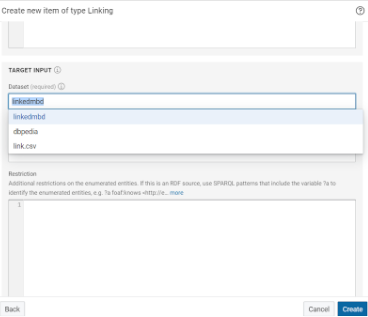 Create new item of type Linking
TARGET INPUT
Dataset (required)
linkedmbd
linkedmbd
dbpedia
link.csv
Restriction
Additional restrictions on the enumerated entities. If this is an RDF source, use SPARQL patterns that include the variable ?a to
identify the enumerated entities, e.g. ?a foaf:knows <http://e... more
1
Back
Cancel
Create